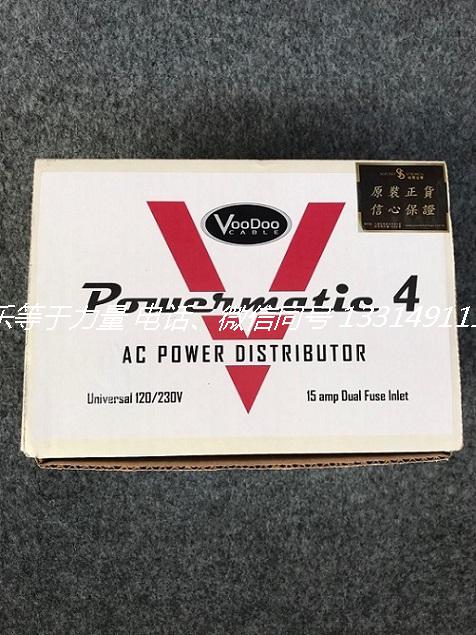 VooDoo
CABLE
原裝正貨
信心保證
Powermatic 4
乐等于力量 电话、微信同号 13314911
AC POWER DISTRIBUTOR
Universal 120/230V
15 amp Dual Fuse Inlet